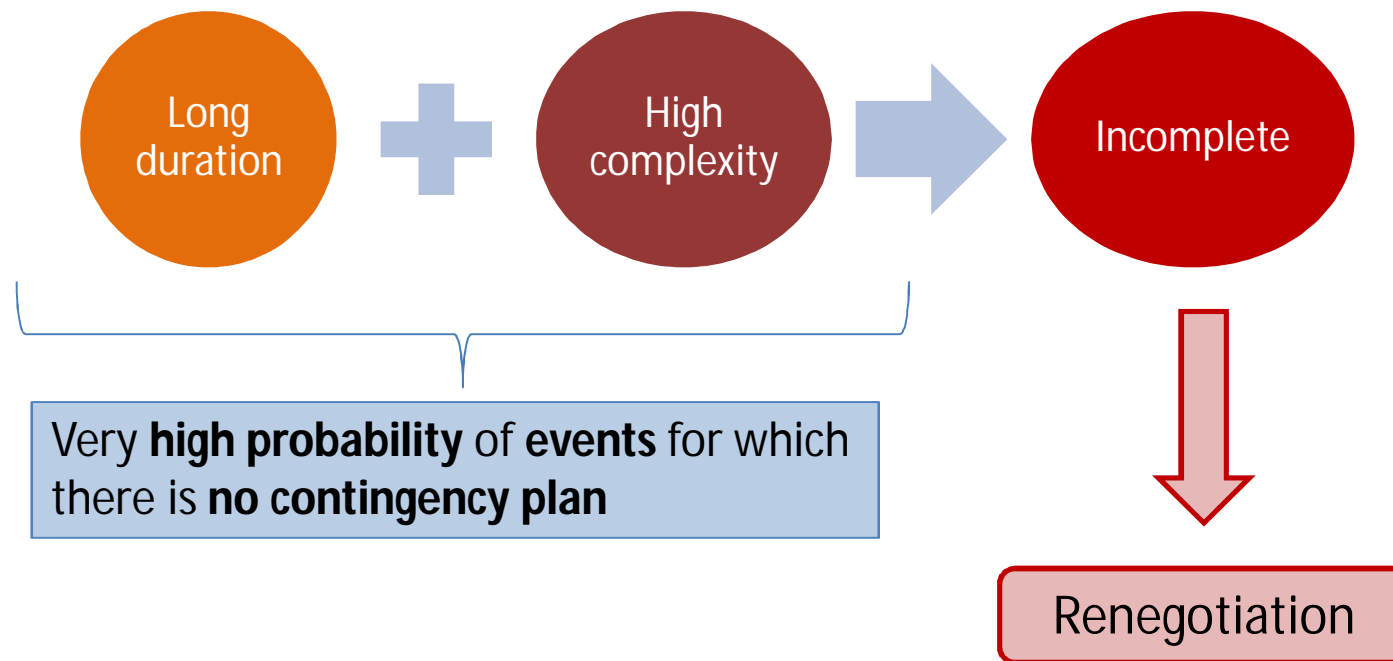 Long
duration
High
complexity
Incomplete
Very high probability of events for which
there is no contingency plan
Renegotiation